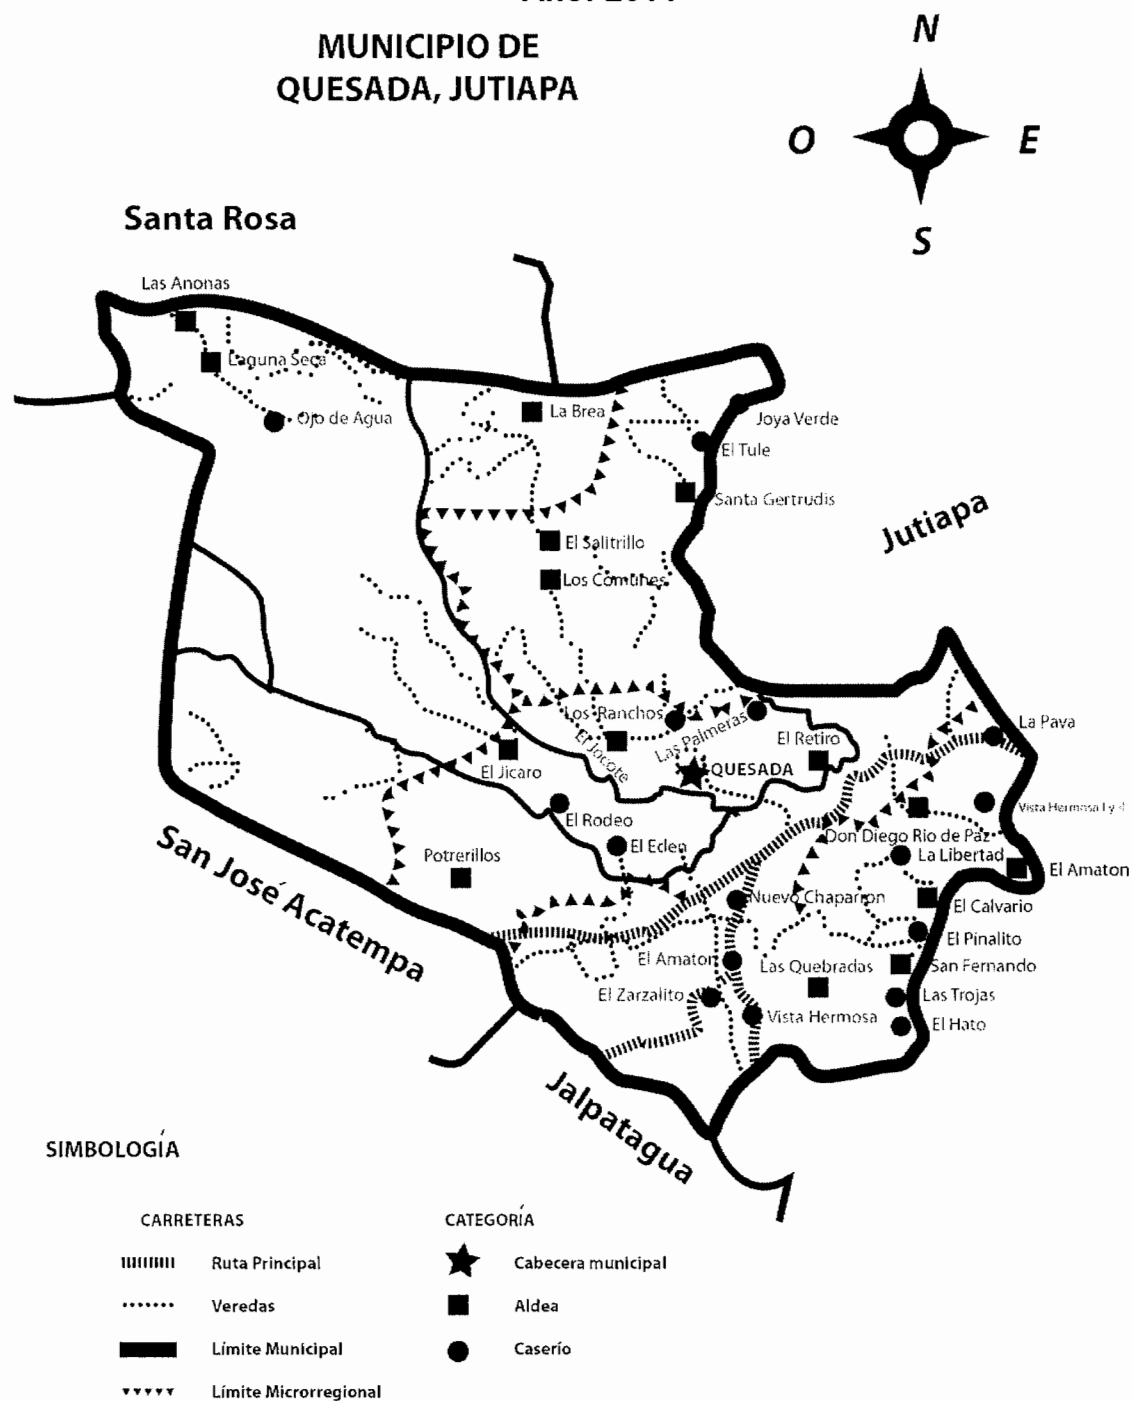 MUNICIPIO DE
QUESADA, JUTIAPA
N
O
E
S
Santa Rosa
Las Anonas
Laguna Seca
Ojo de Agua
La Brea
Joya Verde
El Tule
Santa Gertrudis
Jutiapa
El Salitrillo
Los Comunes
Los Ranchos
El Jocote
Las Palmeras
El Retiro
La Pava
El Jicaro
QUESADA
El Rodeo
Vista Hermosa I y
Don Diego Rio de Paz
El Eden
La Libertad
Potrerillos
El Amaton
San José Acatempa
Nuevo Chaparron
El Calvario
El Pinalito
El Amaton
Las Quebradas
San Fernando
El Zarzalito
Las Trojas
Vista Hermosa
El Hato
Jalpatagua
SIMBOLOGÍA
CARRETERAS
CATEGORÍA
Ruta Principal
Cabecera municipal
Veredas
Aldea
Límite Municipal
Caserío
Límite Microrregional